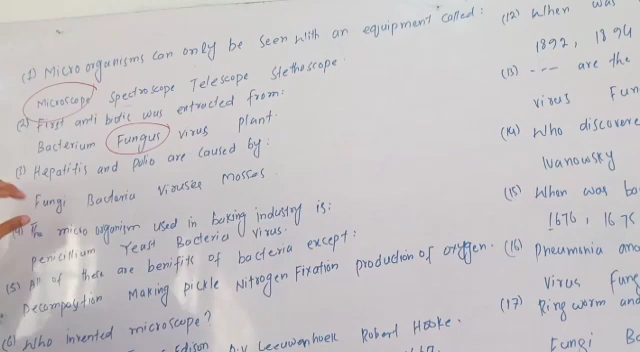 (1) Micro organisms can only be seen with an equipment called:
Microscope Spectroscope Telescope Stethoscope.
(2) First anti biotic was extracted from:
Bacterium Fungus Virus Plant.
Hepatitis and polio are caused by:
Fungi Bacteria Viruses Mosses
The micro organism used in baking industry is:
penicillium Yeast Bacteria Virus.
(5) All of these are benifits of bacteria except:
Decomposition Making pickle Nitrogen Fixation production of oxygen.
(6) Who invented microscope?
Edison Leeuwenhoek Robert Hooke.
(12) When was
1892, 1894
(13) --- are the
virus Fun
(14) Who discovere
Ivanowsky
(15) When was ba
1676, 1675
(16) Pneumonia and
Virus Fung
(17) Ring worm and
Fungi Ba